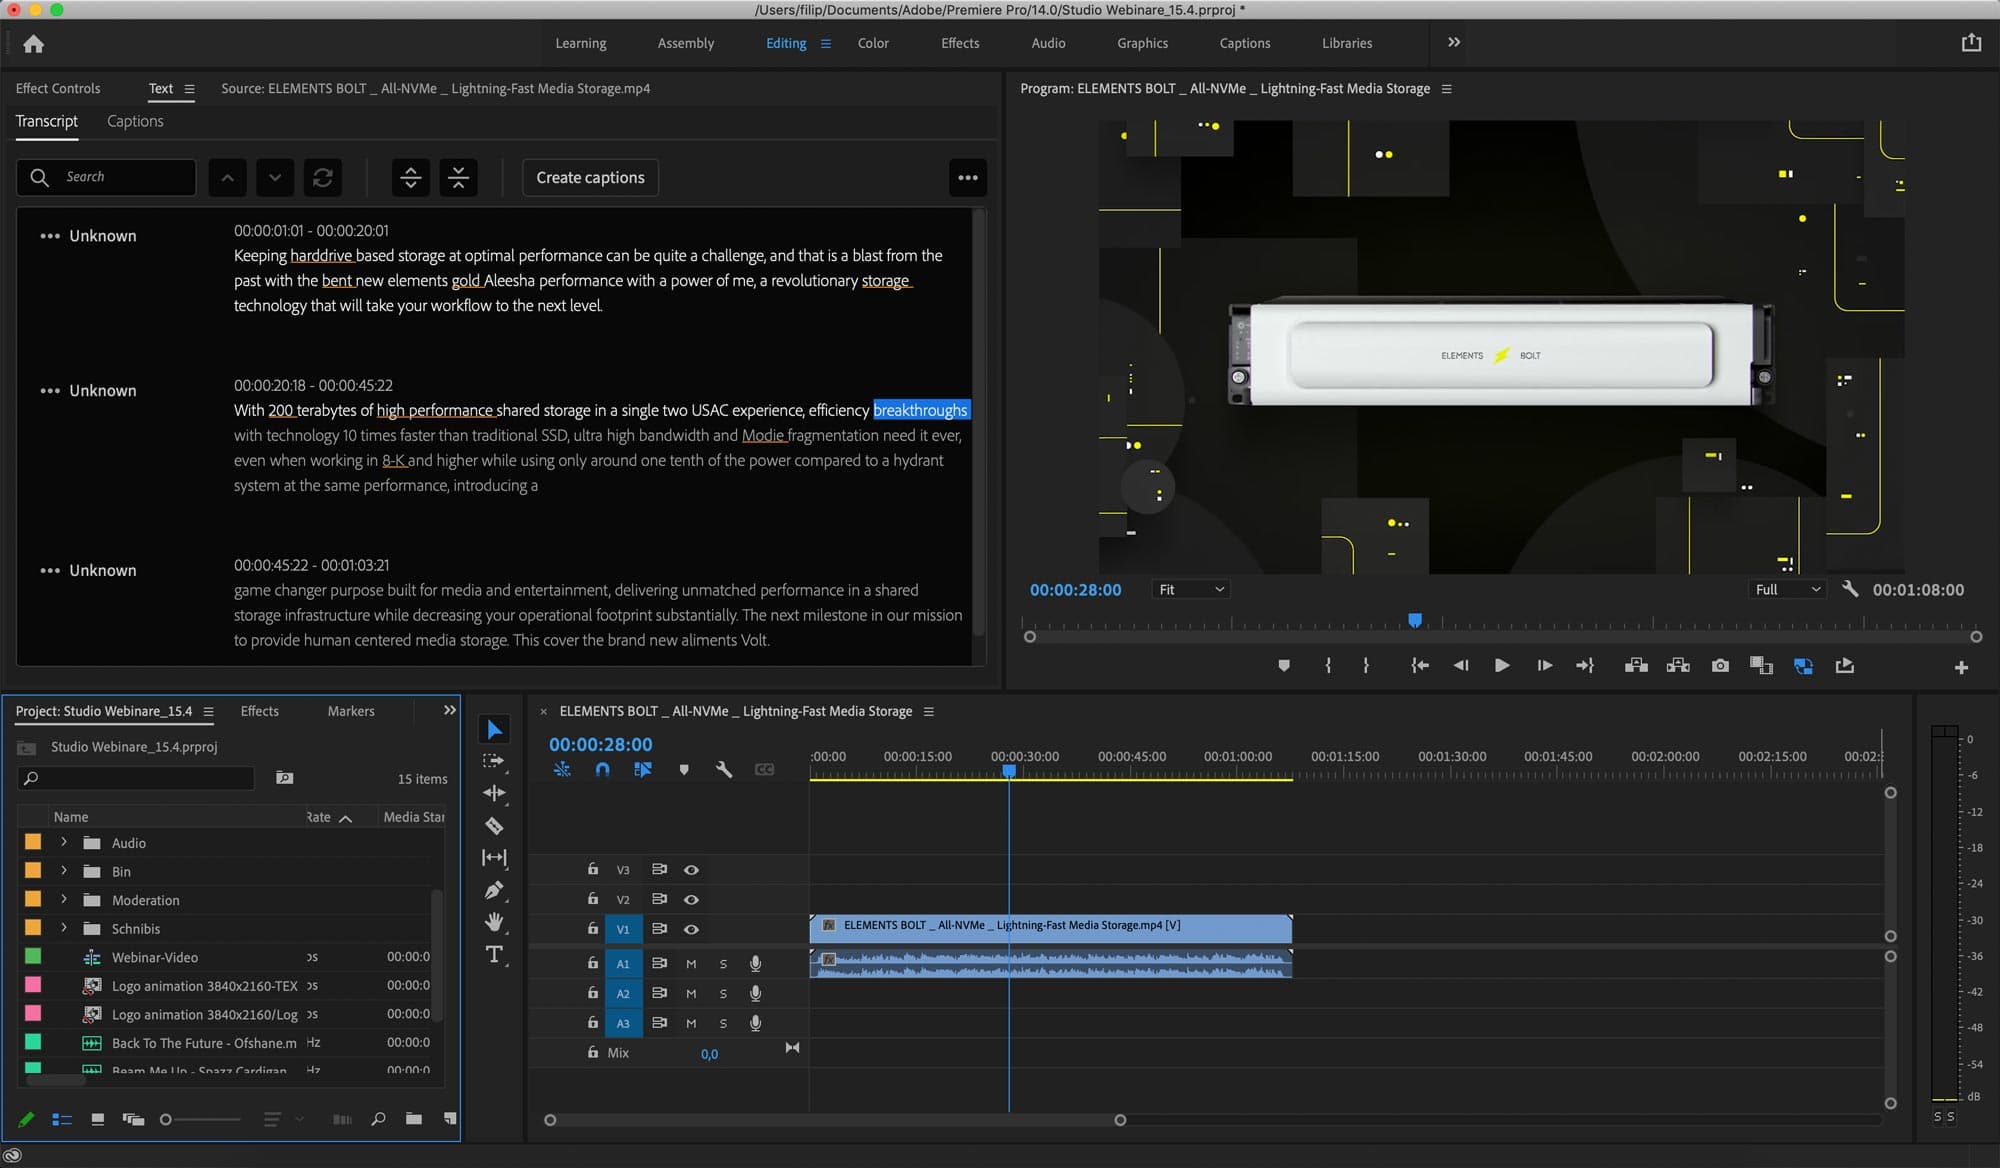 /Users/filip/Documents/Adobe/Premiere Pro/14.0/Studio Webinare_15.4.prproj *
Learning Assembly Editing Color Effects Audio Graphics Captions Libraries
Effect Controls Text Source: ELEMENTS BOLT _ All-NVMe _ Lightning-Fast Media Storage.mp4
Transcript Captions
Search Create captions
Unknown 00:00:01:01 - 00:00:20:01
Keeping harddrive based storage at optimal performance can be quite a challenge, and that is a blast from the
past with the bent new elements gold Aleesha performance with a power of me, a revolutionary storage
technology that will take your workflow to the next level.
Unknown 00:00:20:18 - 00:00:45:22
With 200 terabytes of high performance shared storage in a single two USAC experience, efficiency breakthroughs
with technology 10 times faster than traditional SSD, ultra high bandwidth and Modie fragmentation need it ever,
even when working in 8-K and higher while using only around one tenth of the power compared to a hydrant
system at the same performance, introducing a
Unknown 00:00:45:22 - 00:01:03:21
game changer purpose built for media and entertainment, delivering unmatched performance in a shared
storage infrastructure while decreasing your operational footprint substantially. The next milestone in our mission
to provide human centered media storage. This cover the brand new aliments Volt.
Program: ELEMENTS BOLT _ All-NVMe _ Lightning-Fast Media Storage
ELEMENTS BOLT
00:00:28:00 Fit Full 00:01:08:00
Project: Studio Webinare_15.4 Effects Markers
Studio Webinare_15.4.prproj
15 items
Name Rate Media Star
Audio
Bin
Moderation
Schnibis
Webinar-Video ps 00:00:0
Logo animation 3840x2160-TEX ps 00:00:0
Logo animation 3840x2160/Log ps 00:00:0
Back To The Future - Ofshane.m Hz 00:00:0
Beam Me Up - Spazz Cardigan Hz 00:00:0
× ELEMENTS BOLT _ All-NVMe _ Lightning-Fast Media Storage
00:00:28:00
:00:00 00:00:15:00 00:00:30:00 00:00:45:00 00:01:00:00 00:01:15:00 00:01:30:00 00:01:45:00 00:02:00:00 00:02:15:00 00:02:
CC
V3
V2
V1 fx ELEMENTS BOLT _ All-NVMe _ Lightning-Fast Media Storage.mp4 [V]
A1 M S fx
A2 M S
A3 M S
Mix 0,0
0
-6
-12
-18
-24
-30
-36
-42
-48
-54
dB
S S